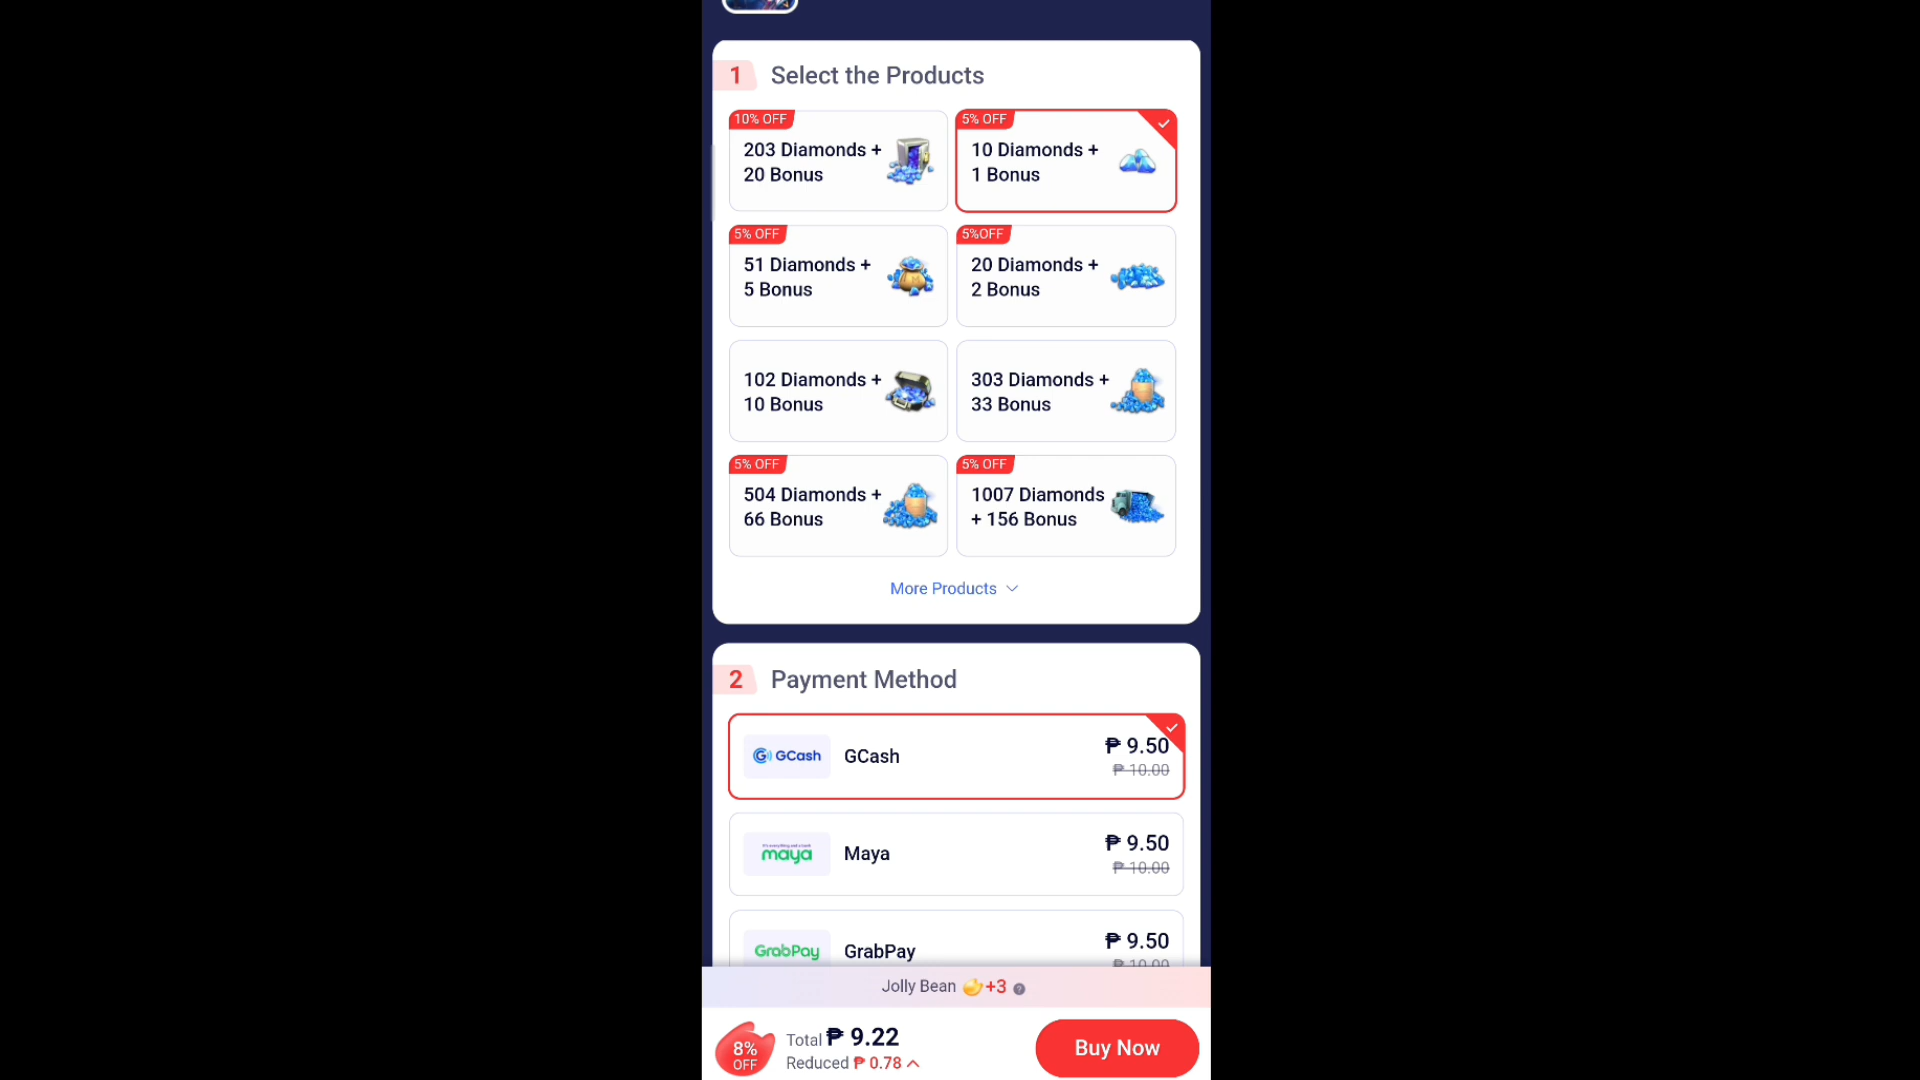 1 Select the Products
10% OFF
203 Diamonds +
20 Bonus
5% OFF
10 Diamonds +
1 Bonus
5% OFF
51 Diamonds +
5 Bonus
5%OFF
20 Diamonds +
2 Bonus
102 Diamonds +
10 Bonus
303 Diamonds +
33 Bonus
5% OFF
504 Diamonds +
66 Bonus
5% OFF
1007 Diamonds
+ 156 Bonus
More Products
2 Payment Method
GCash GCash ₱ 9.50
₱ 10.00
maya Maya ₱ 9.50
₱ 10.00
GrabPay GrabPay ₱ 9.50
₱ 10.00
Jolly Bean +3 ?
8%
OFF
Total ₱ 9.22
Reduced ₱ 0.78
Buy Now